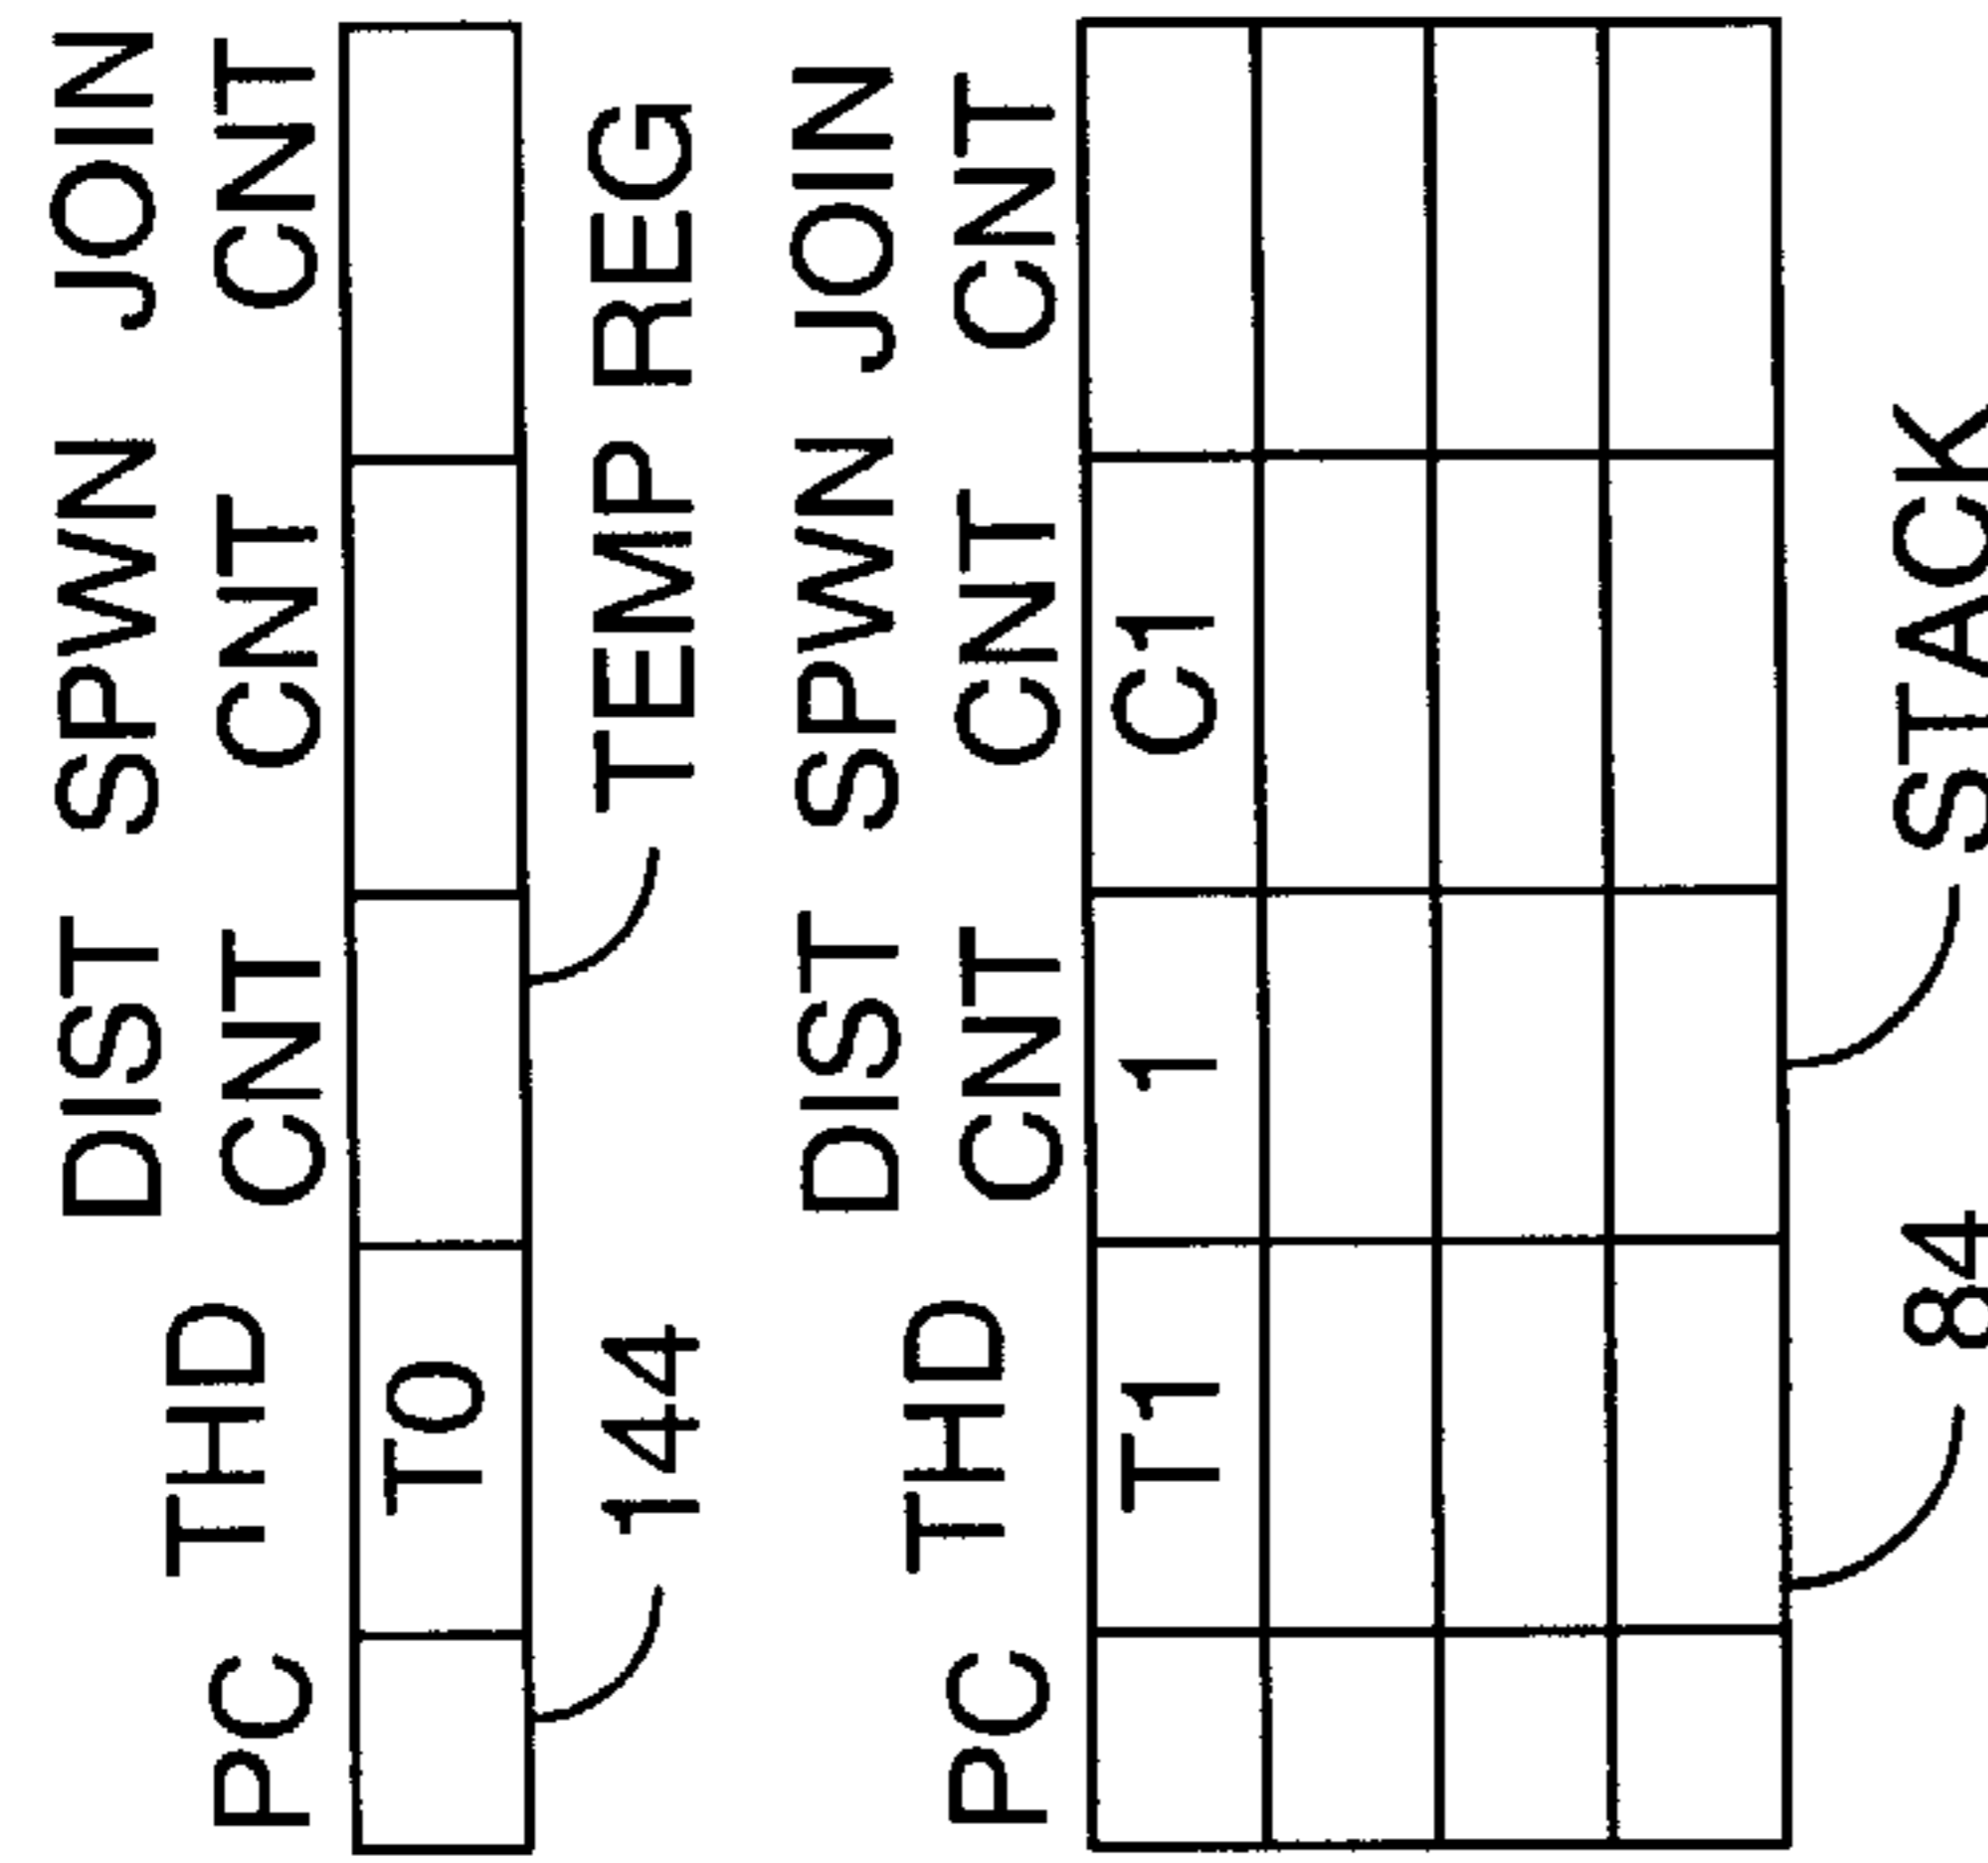 DIST SPWN JOIN
PC THD CNT CNT CNT
T0
144 TEMP REG
DIST SPWN JOIN
PC THD CNT CNT CNT
T1 1 C1
84 STACK